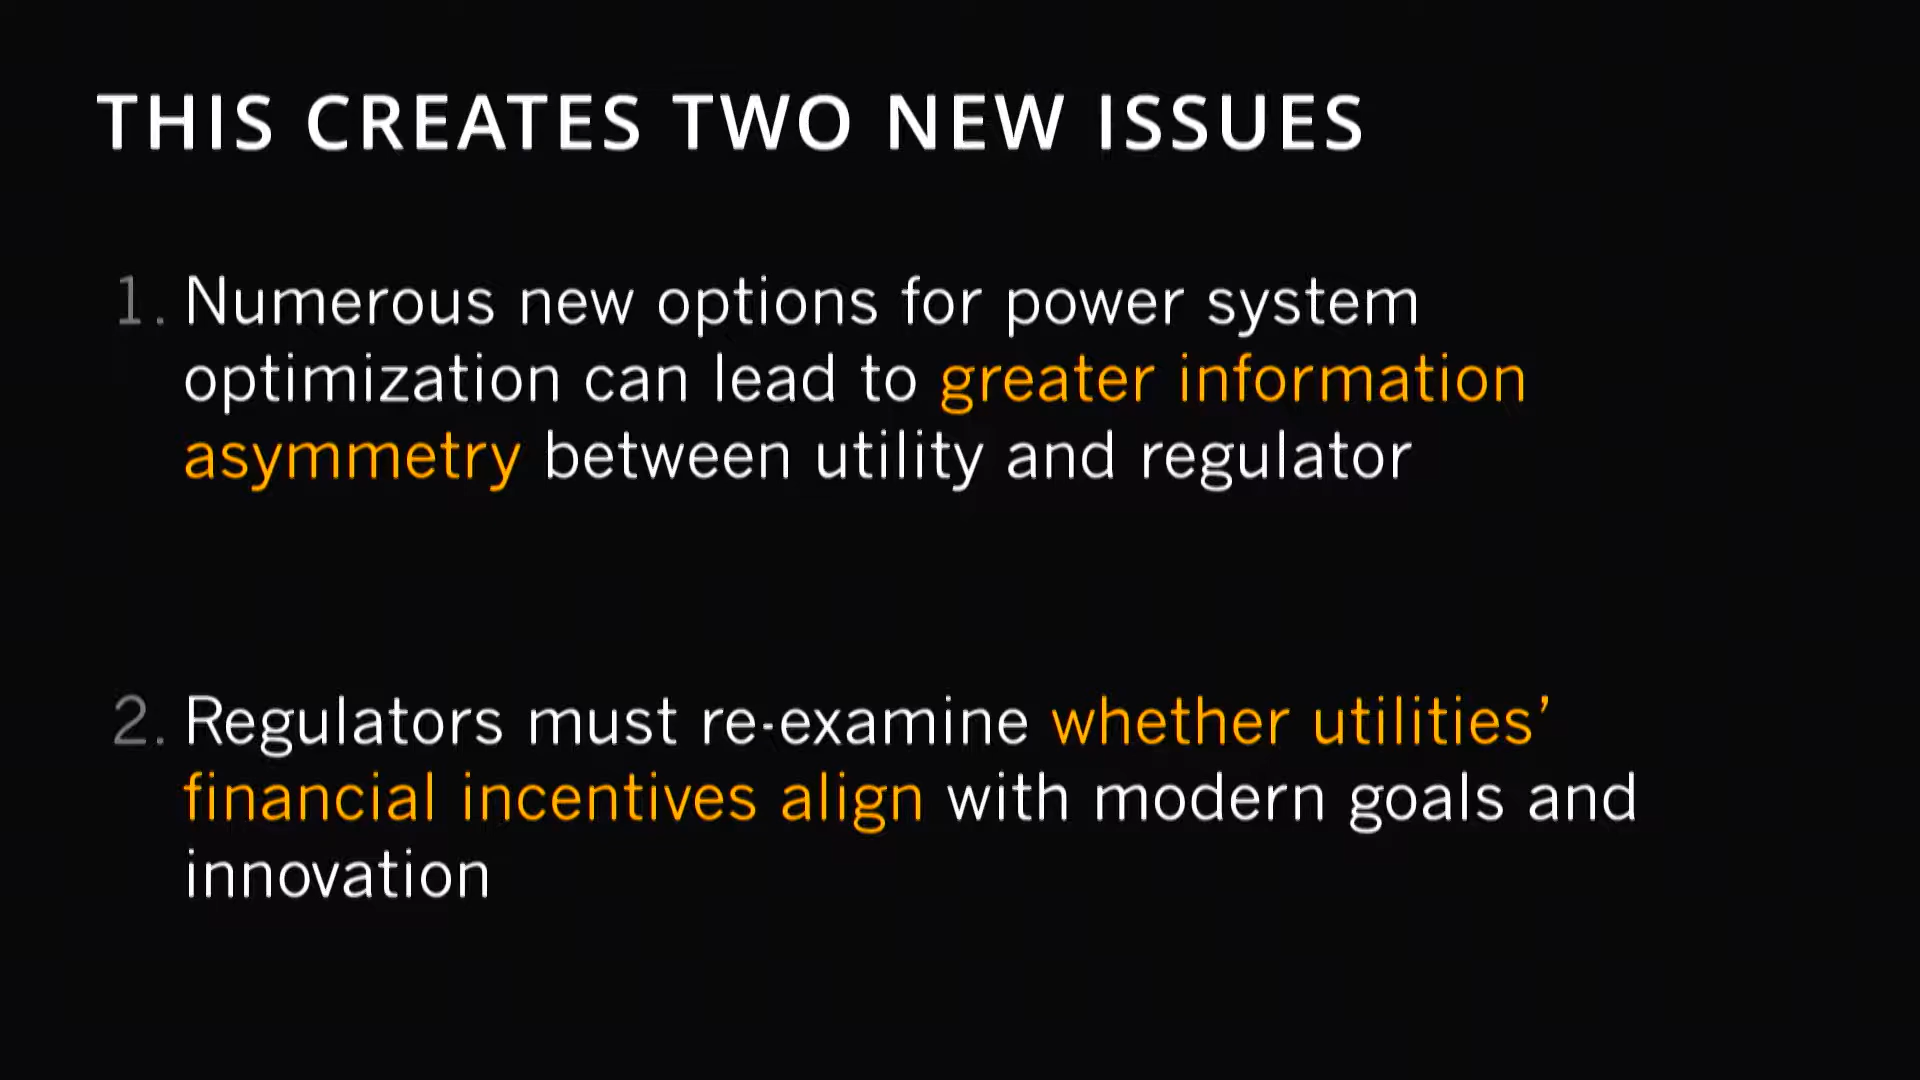 THIS CREATES TWO NEW ISSUES
1. Numerous new options for power system
optimization can lead to greater information
asymmetry between utility and regulator
2. Regulators must re-examine whether utilities’
financial incentives align with modern goals and
innovation